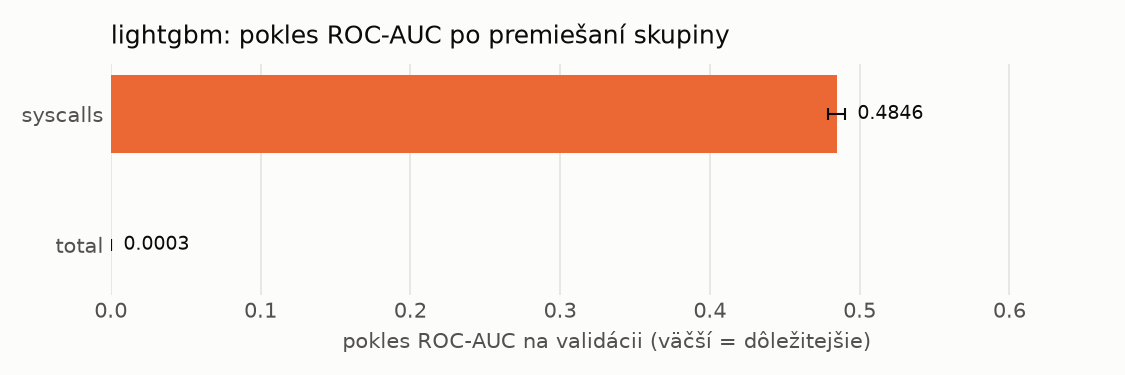 lightgbm: pokles ROC-AUC po premiešaní skupiny
syscalls
0.4846
total
0.0003
0.0 0.1 0.2 0.3 0.4 0.5 0.6
pokles ROC-AUC na validácii (väčší = dôležitejšie)